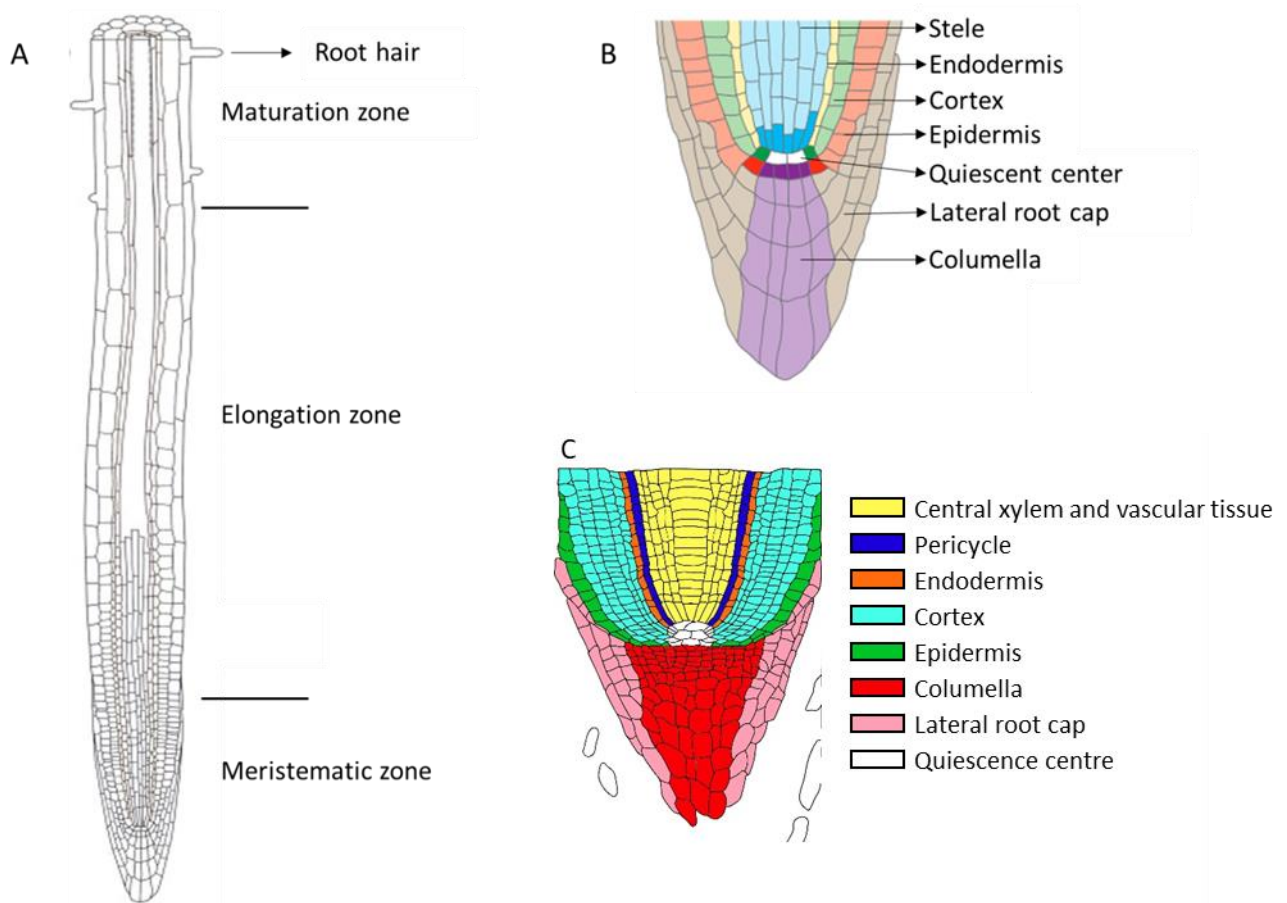 A
Root hair
Maturation zone
Elongation zone
Meristematic zone
B
Stele
Endodermis
Cortex
Epidermis
Quiescent center
Lateral root cap
Columella
C
Central xylem and vascular tissue
Pericycle
Endodermis
Cortex
Epidermis
Columella
Lateral root cap
Quiescence centre